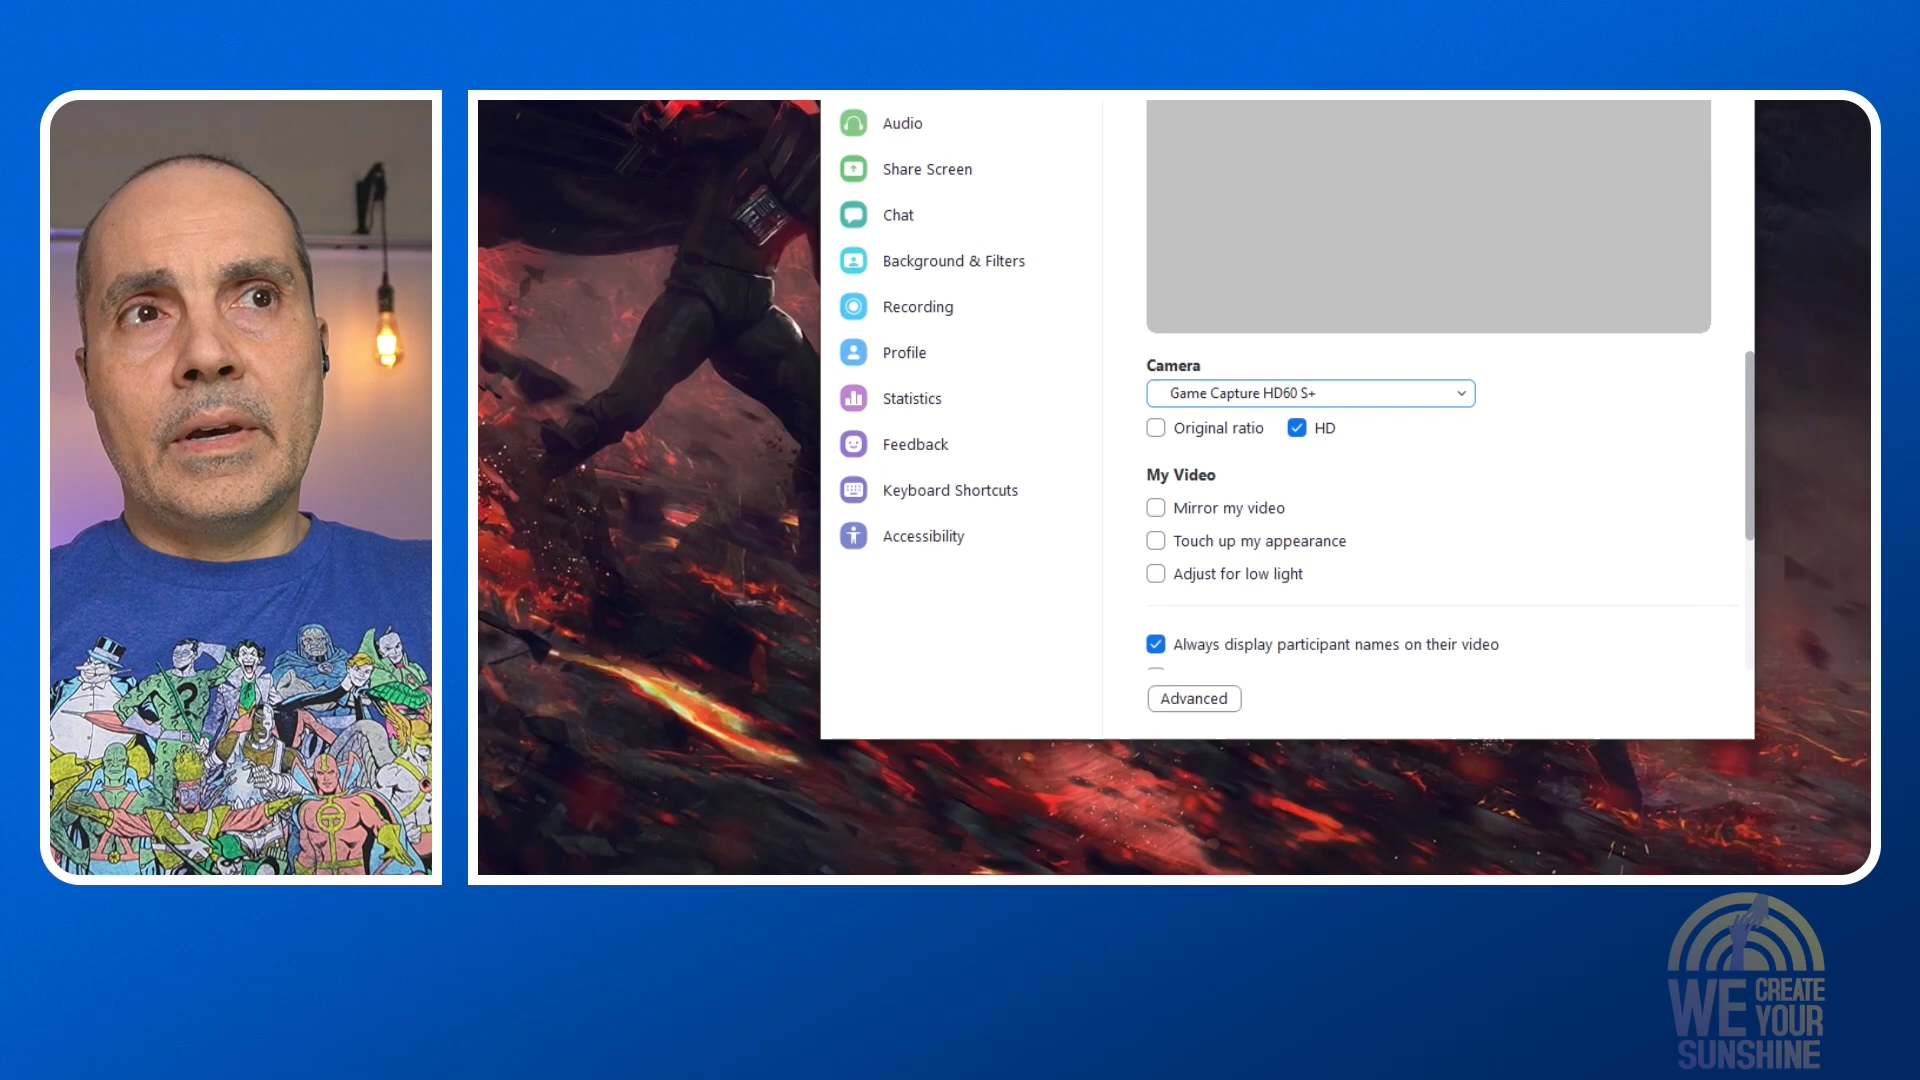 Audio
Share Screen
Chat
Background & Filters
Recording
Profile
Statistics
Feedback
Keyboard Shortcuts
Accessibility
Camera
Game Capture HD60 S+
Original ratio
HD
My Video
Mirror my video
Touch up my appearance
Adjust for low light
Always display participant names on their video
Advanced
WE CREATE
YOUR
SUNSHINE